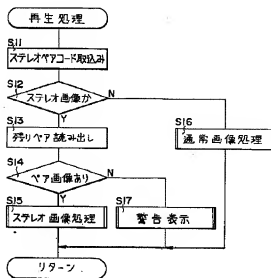 再生処理
S11
ステレオペアコード取込み
S12
ステレオ画像か
N
Y
S13
残りペア読み出し
S16
通常画像処理
S14
ペア画像あり
N
Y
S15
ステレオ画像処理
S17
警告表示
リターン